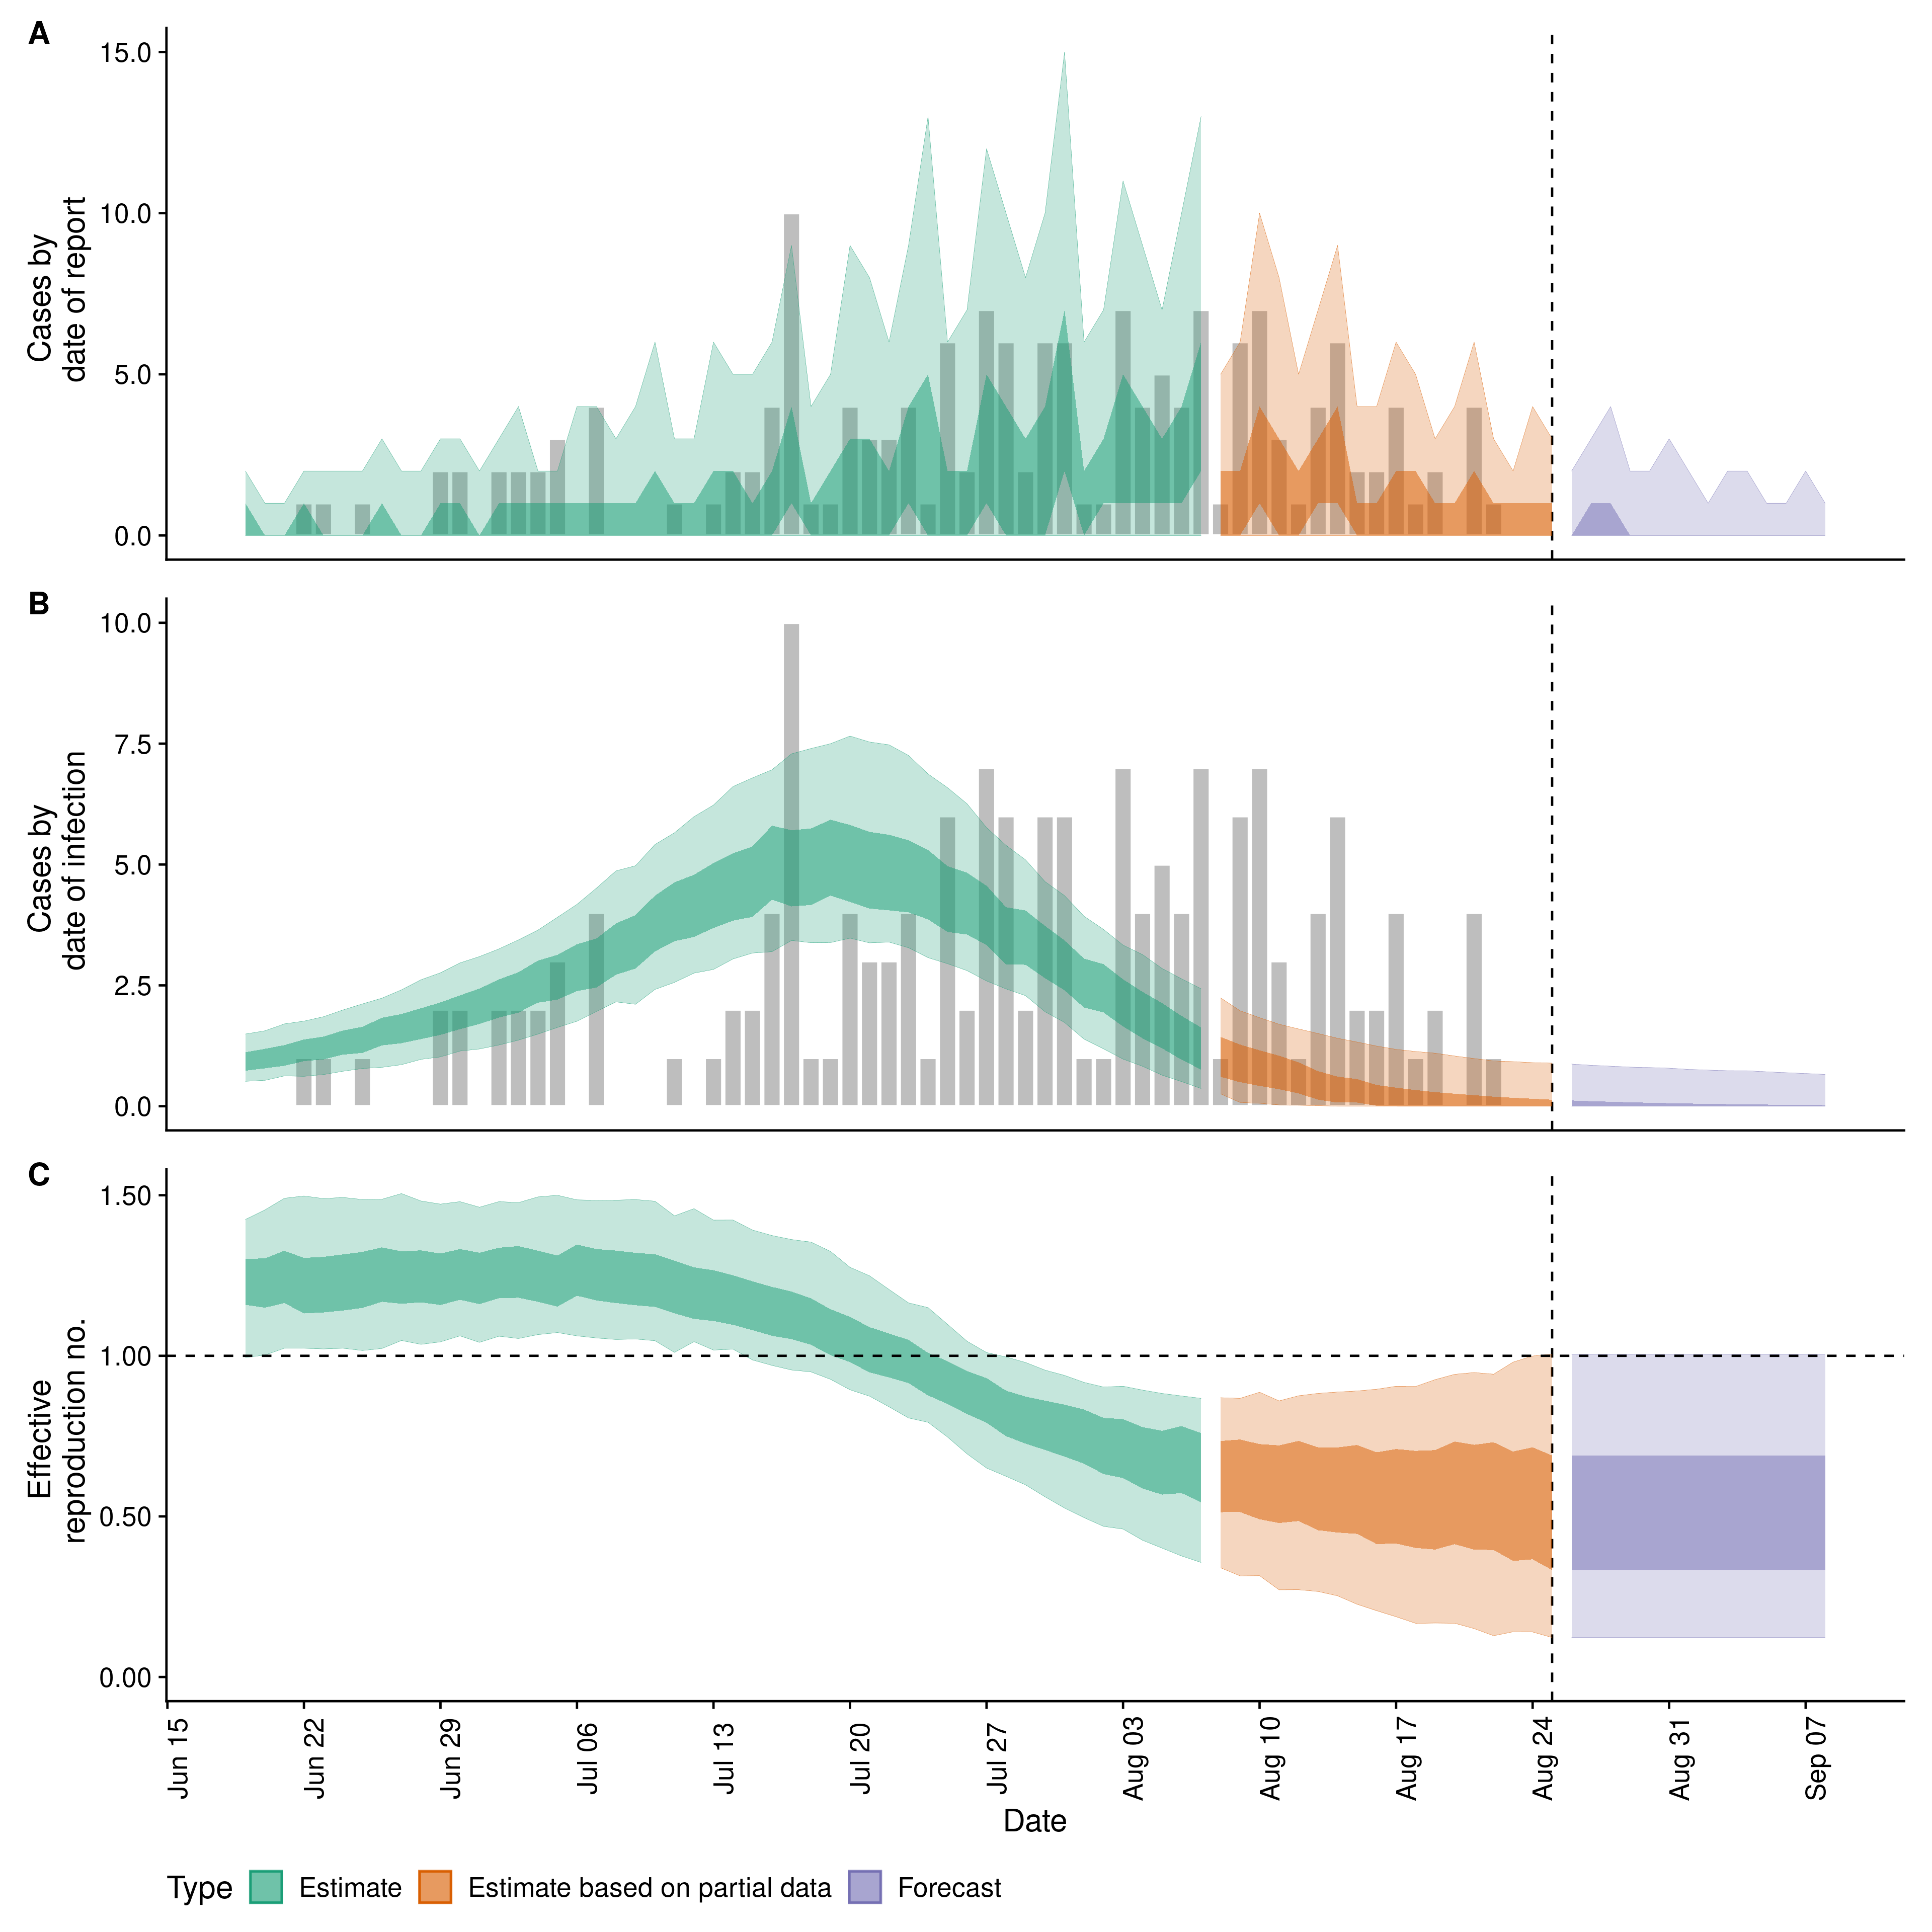 A
15.0
10.0
5.0
0.0
Cases by
date of report
B
10.0
7.5
5.0
2.5
0.0
Cases by
date of infection
C
1.50
1.00
0.50
0.00
Effective
reproduction no.
Jun 15
Jun 22
Jun 29
Jul 06
Jul 13
Jul 20
Jul 27
Aug 03
Aug 10
Aug 17
Aug 24
Aug 31
Sep 07
Date
Type Estimate Estimate based on partial data Forecast